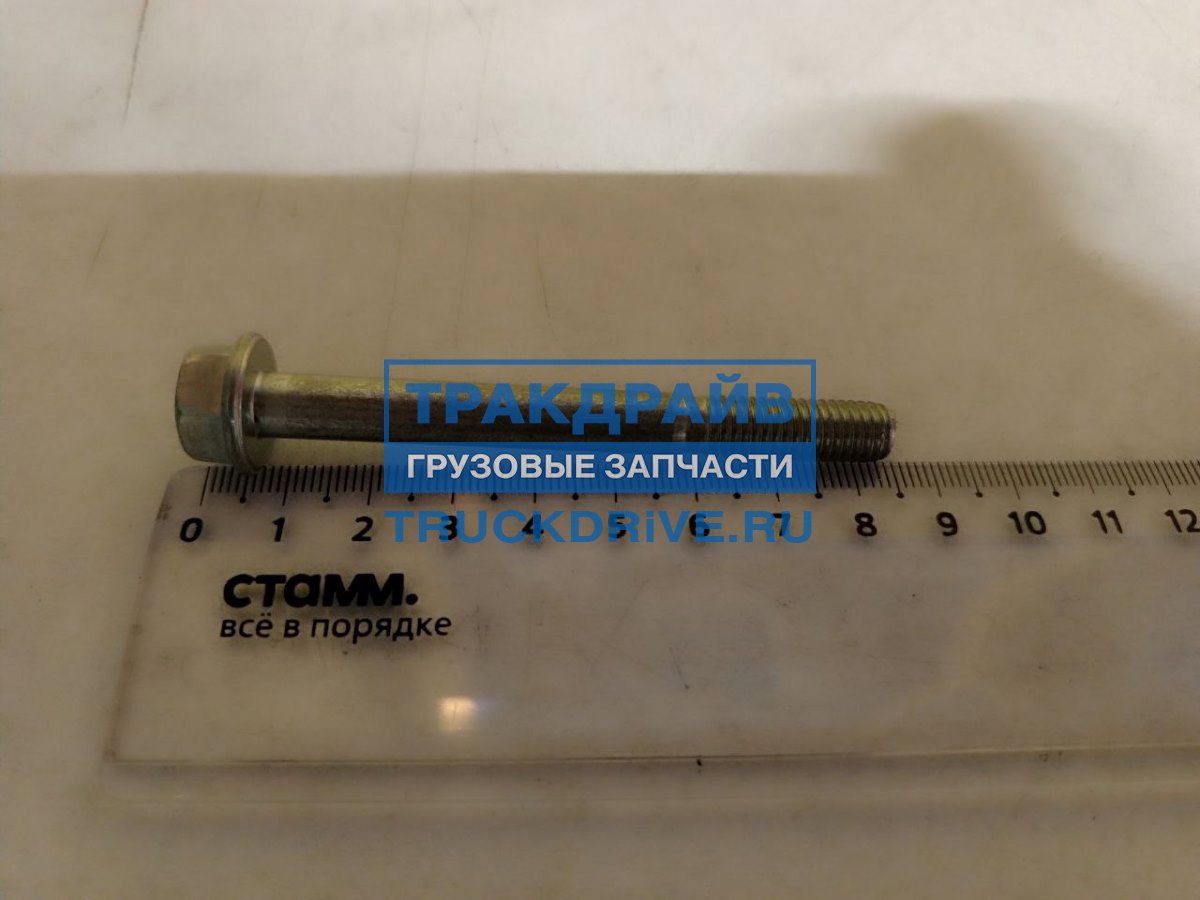 ТРАКДРАЙВ
ГРУЗОВЫЕ ЗАПЧАСТИ
TRUCKDRiVE.RU
0 1 2 3 4 5 6 7 8 9 10 11 12
стамм.
всё в порядке